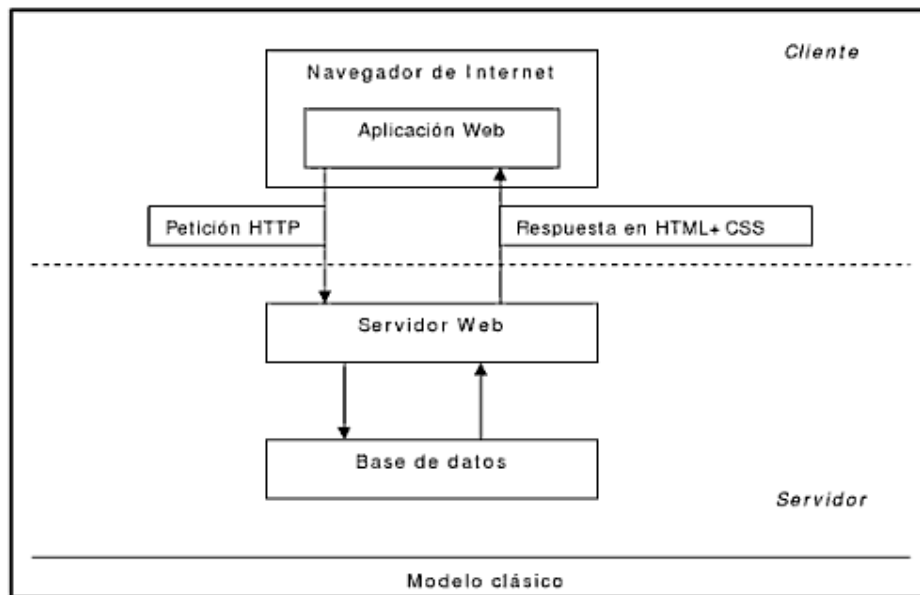 Cliente
Navegador de Internet
Aplicación Web
Petición HTTP
Respuesta en HTML+ CSS
Servidor Web
Base de datos
Servidor
Modelo clásico